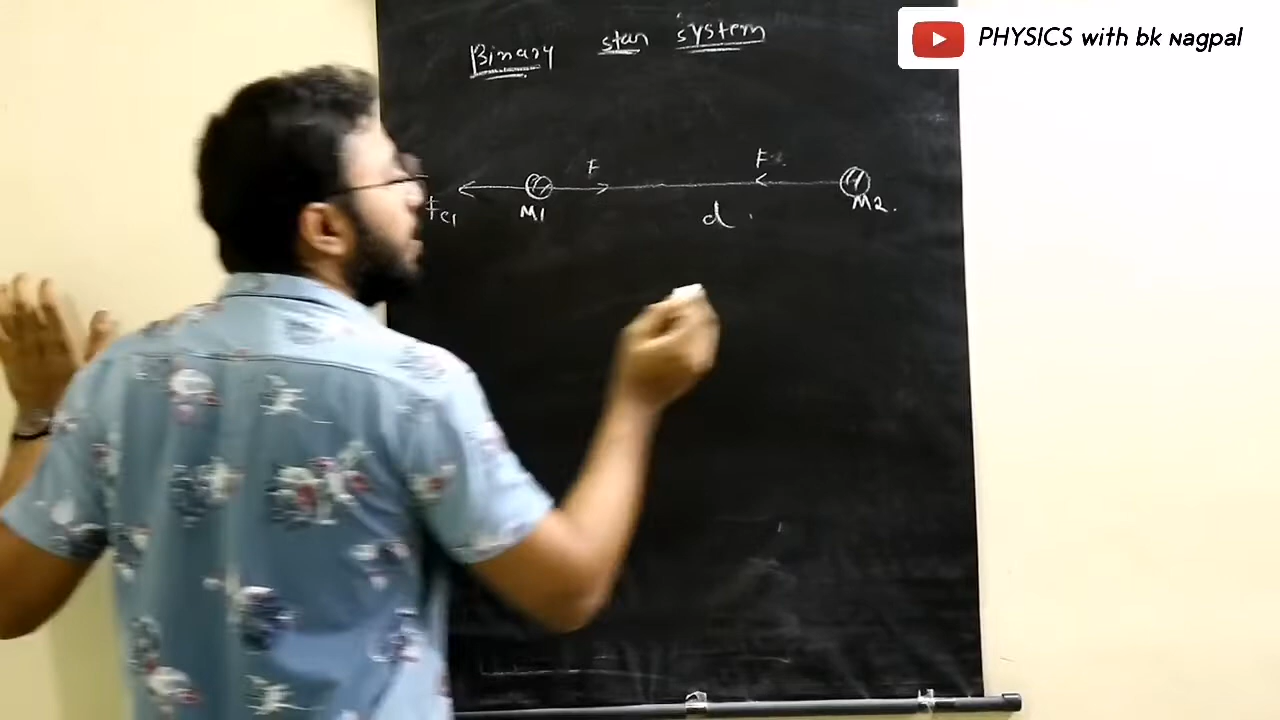 PHYSICS with bk Nagpal
Binary star system
F F
Fc1 M1 d M2.